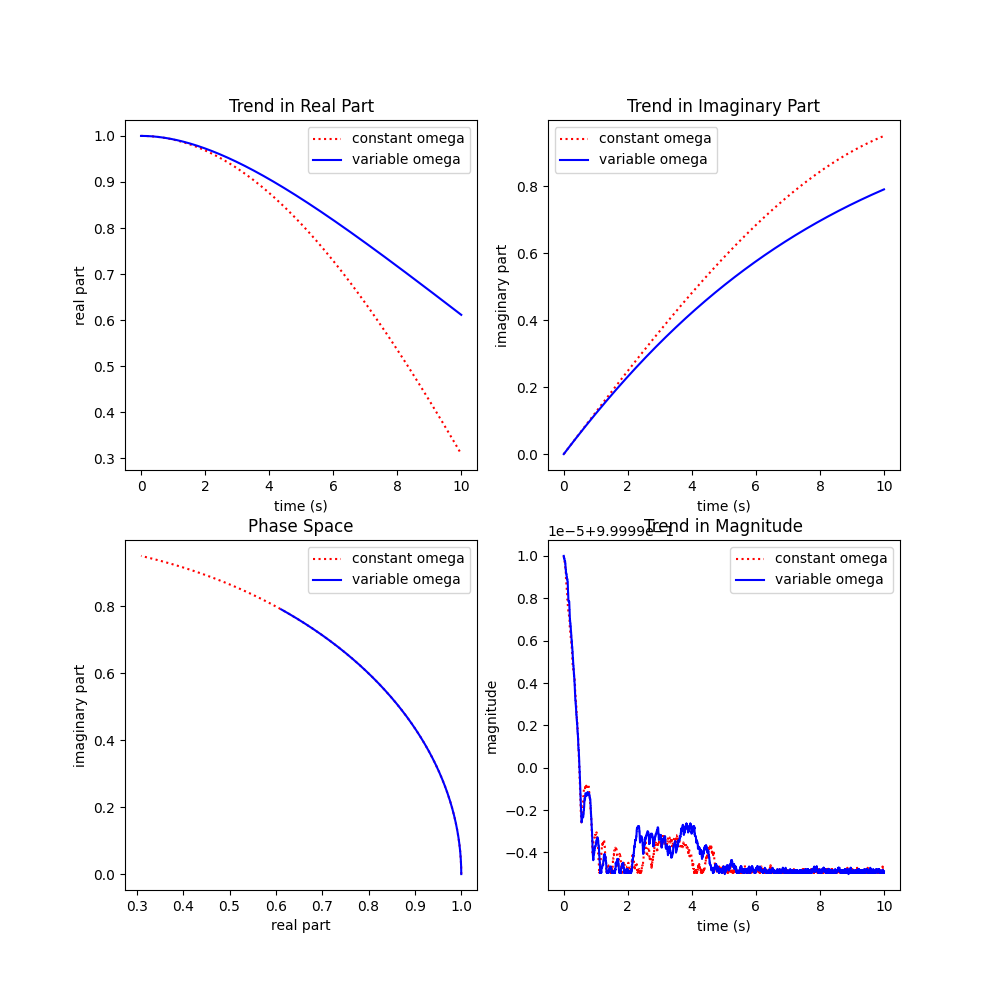 Trend in Real Part
constant omega
variable omega
1.0
0.9
0.8
0.7
0.6
0.5
0.4
0.3
real part
0 2 4 6 8 10
time (s)
Trend in Imaginary Part
constant omega
variable omega
0.8
0.6
0.4
0.2
0.0
imaginary part
0 2 4 6 8 10
time (s)
Phase Space
constant omega
variable omega
0.8
0.6
0.4
0.2
0.0
imaginary part
0.3 0.4 0.5 0.6 0.7 0.8 0.9 1.0
real part
1e−5+9.9999e−1
Trend in Magnitude
constant omega
variable omega
1.0
0.8
0.6
0.4
0.2
0.0
−0.2
−0.4
magnitude
0 2 4 6 8 10
time (s)